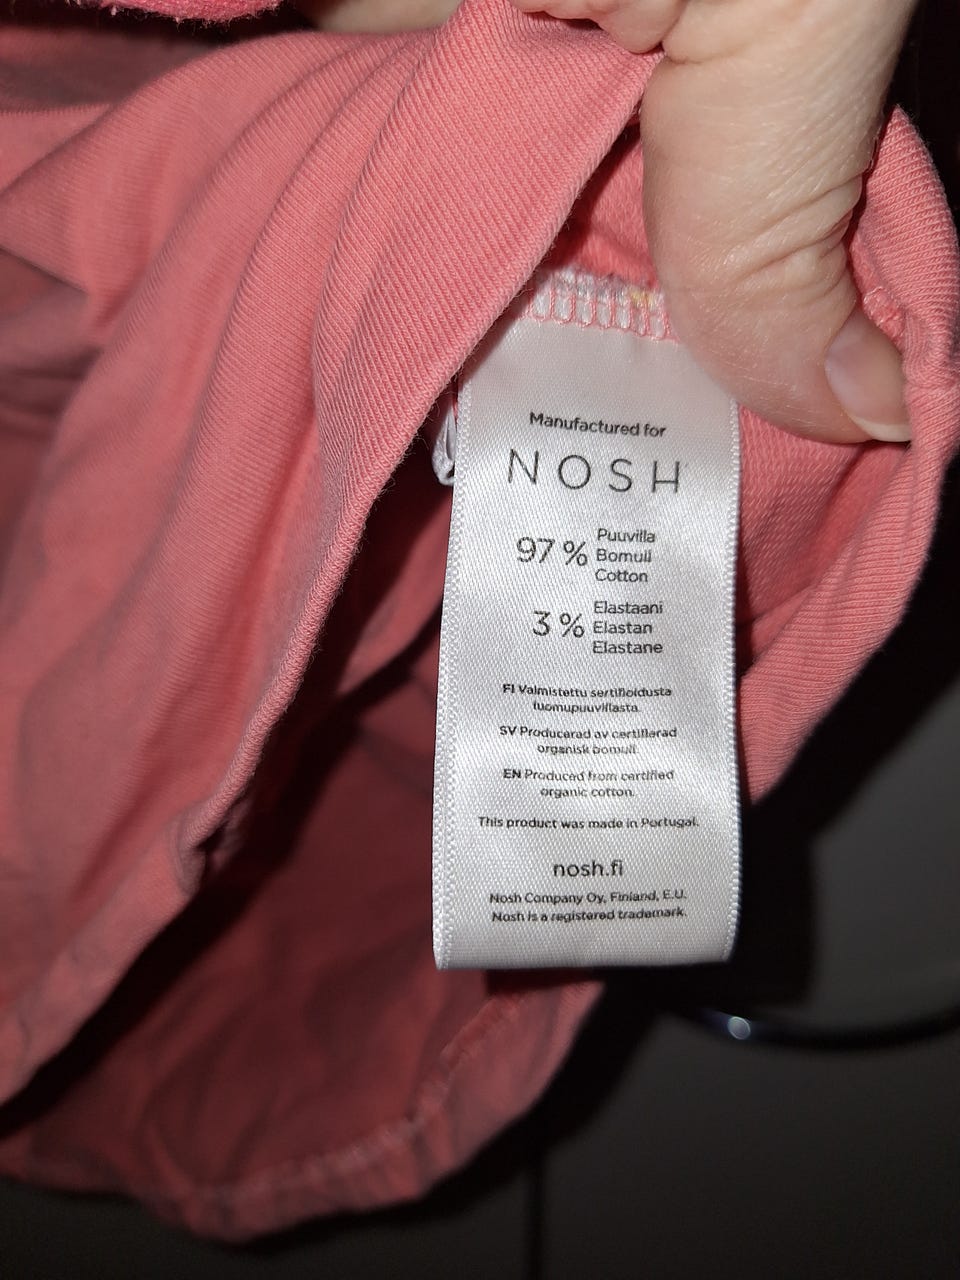 Manufactured for
NOSH
97 %
Puuvilla
Bomull
Cotton
3 %
Elastaani
Elastan
Elastane
FI Valmistettu sertifioidusta
luomupuuvillasta.
SV Producerad av certifierad
organisk bomull.
EN Produced from certified
organic cotton.
This product was made in Portugal.
nosh.fi
Nosh Company Oy, Finland, E.U.
Nosh is a registered trademark.